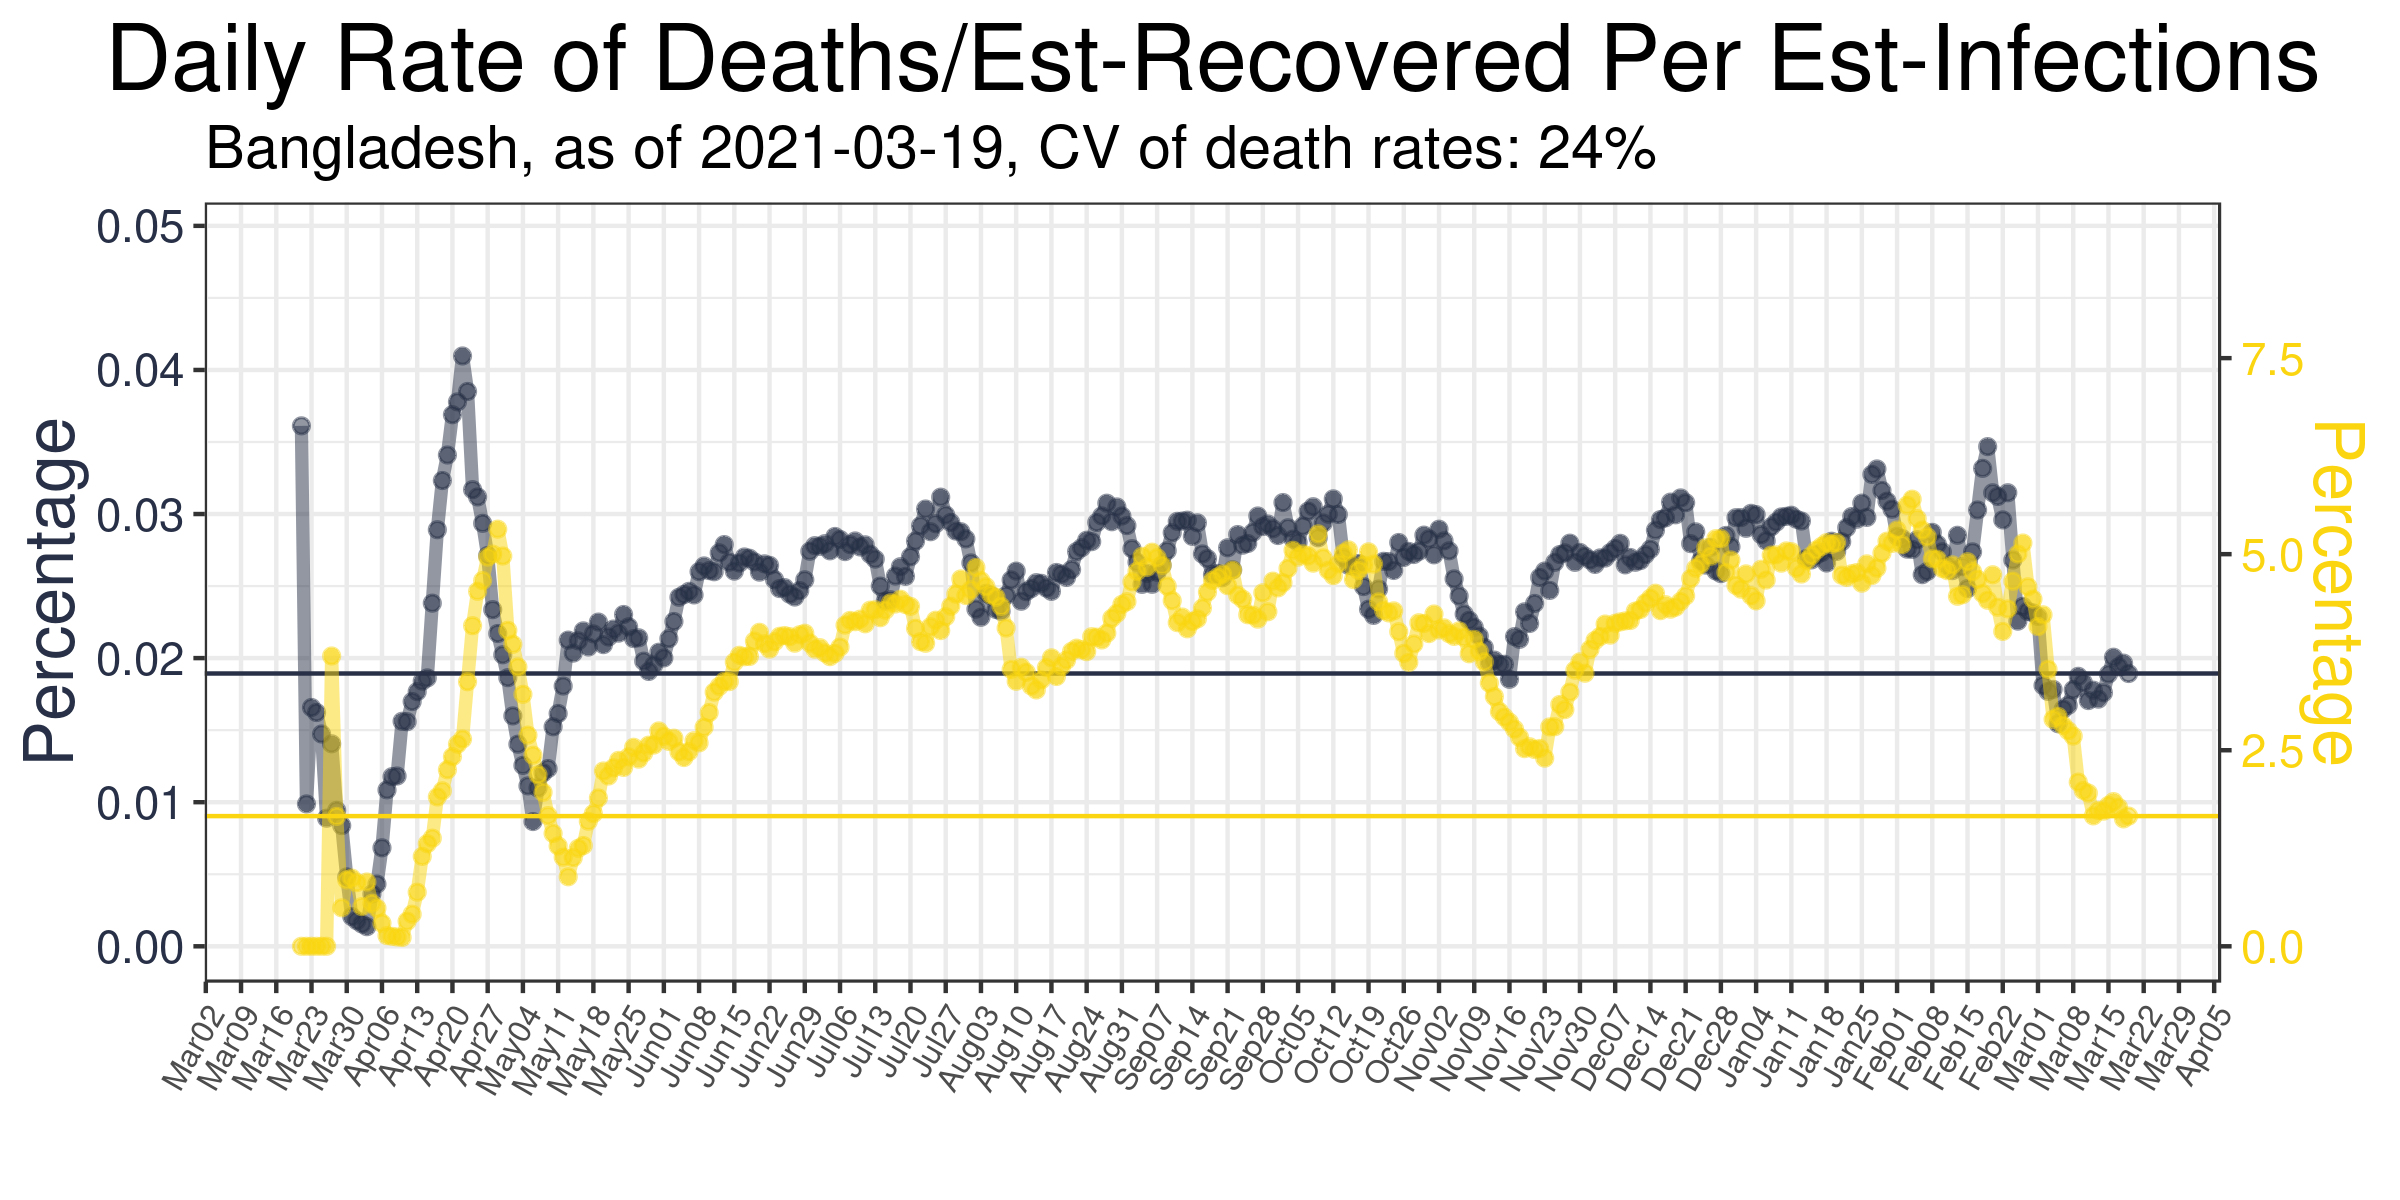 Daily Rate of Deaths/Est-Recovered Per Est-Infections
Bangladesh, as of 2021-03-19, CV of death rates: 24%
Percentage
0.05
0.04
0.03
0.02
0.01
0.00
7.5
5.0
2.5
0.0
Percentage
Mar02
Mar09
Mar16
Mar23
Mar30
Apr06
Apr13
Apr20
Apr27
May04
May11
May18
May25
Jun01
Jun08
Jun15
Jun22
Jun29
Jul06
Jul13
Jul20
Jul27
Aug03
Aug10
Aug17
Aug24
Aug31
Sep07
Sep14
Sep21
Sep28
Oct05
Oct12
Oct19
Oct26
Nov02
Nov09
Nov16
Nov23
Nov30
Dec07
Dec14
Dec21
Dec28
Jan04
Jan11
Jan18
Jan25
Feb01
Feb08
Feb15
Feb22
Mar01
Mar08
Mar15
Mar22
Mar29
Apr05